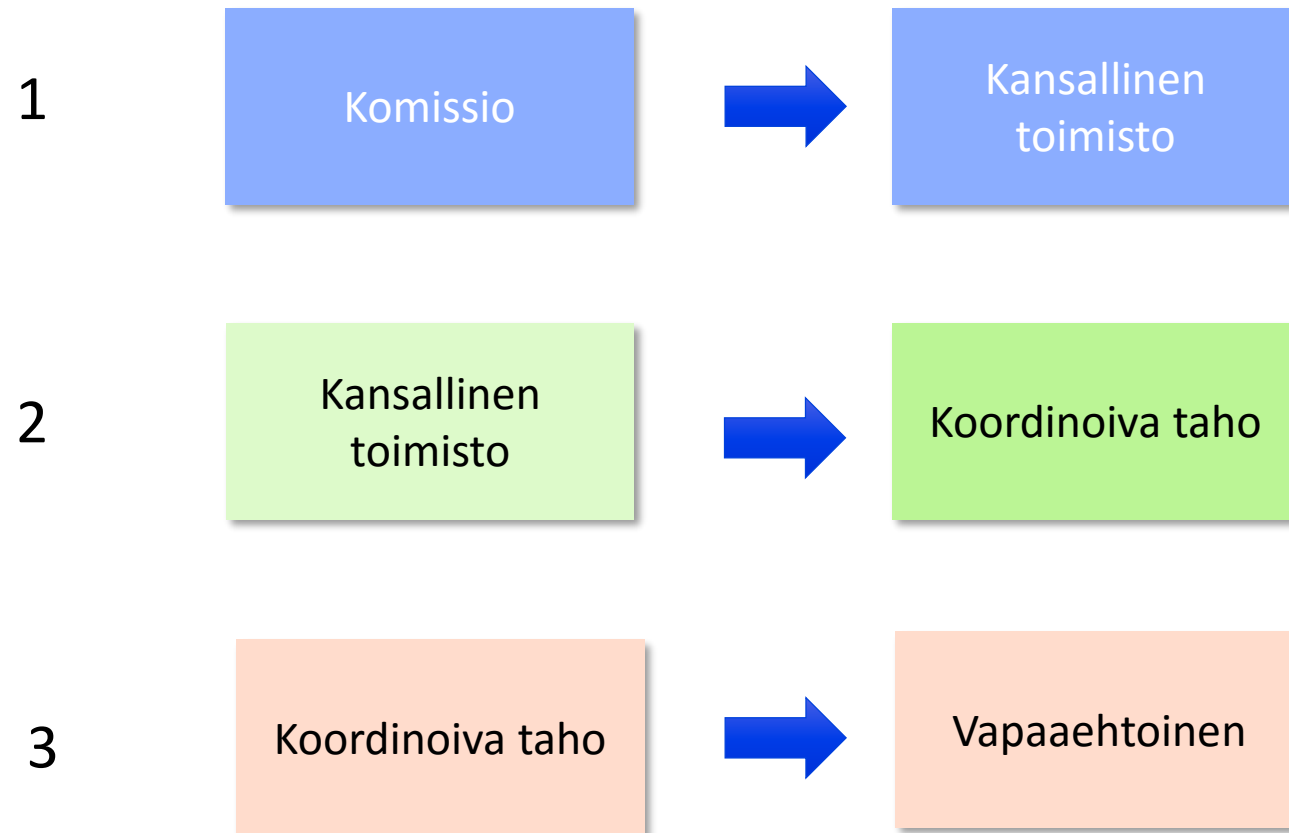 1
Komissio
Kansallinen
toimisto
2
Kansallinen
toimisto
Koordinoiva taho
3
Koordinoiva taho
Vapaaehtoinen